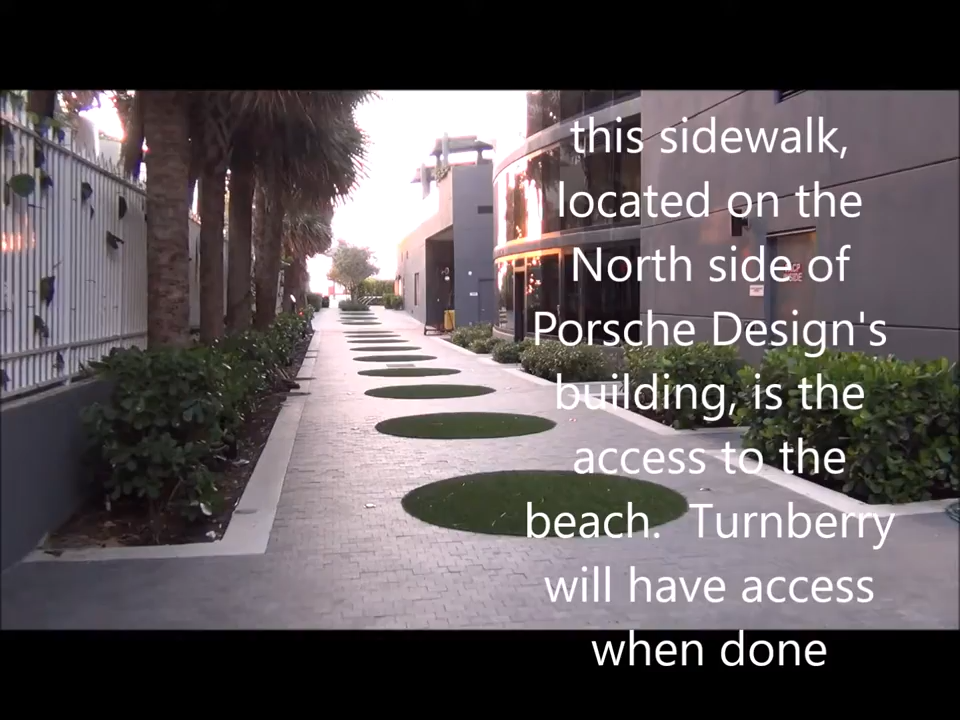 this sidewalk,
located on the
North side of
Porsche Design's
building, is the
access to the
beach.  Turnberry
will have access
when done